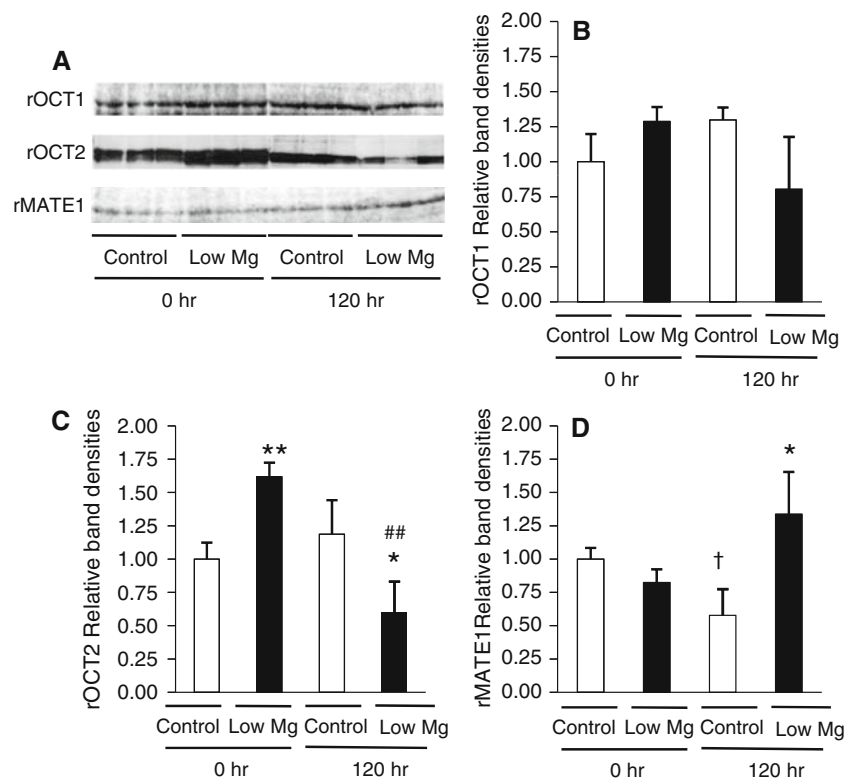 A
rOCT1
rOCT2
rMATE1
Control Low Mg Control Low Mg
0 hr 120 hr
B
rOCT1 Relative band densities
2.00
1.75
1.50
1.25
1.00
0.75
0.50
0.25
0.00
Control Low Mg Control Low Mg
0 hr 120 hr
C
rOCT2 Relative band densities
2.00
1.75
1.50
1.25
1.00
0.75
0.50
0.25
0.00
**
##
*
Control Low Mg Control Low Mg
0 hr 120 hr
D
rMATE1Relative band densities
2.00
1.75
1.50
1.25
1.00
0.75
0.50
0.25
0.00
*
†
Control Low Mg Control Low Mg
0 hr 120 hr